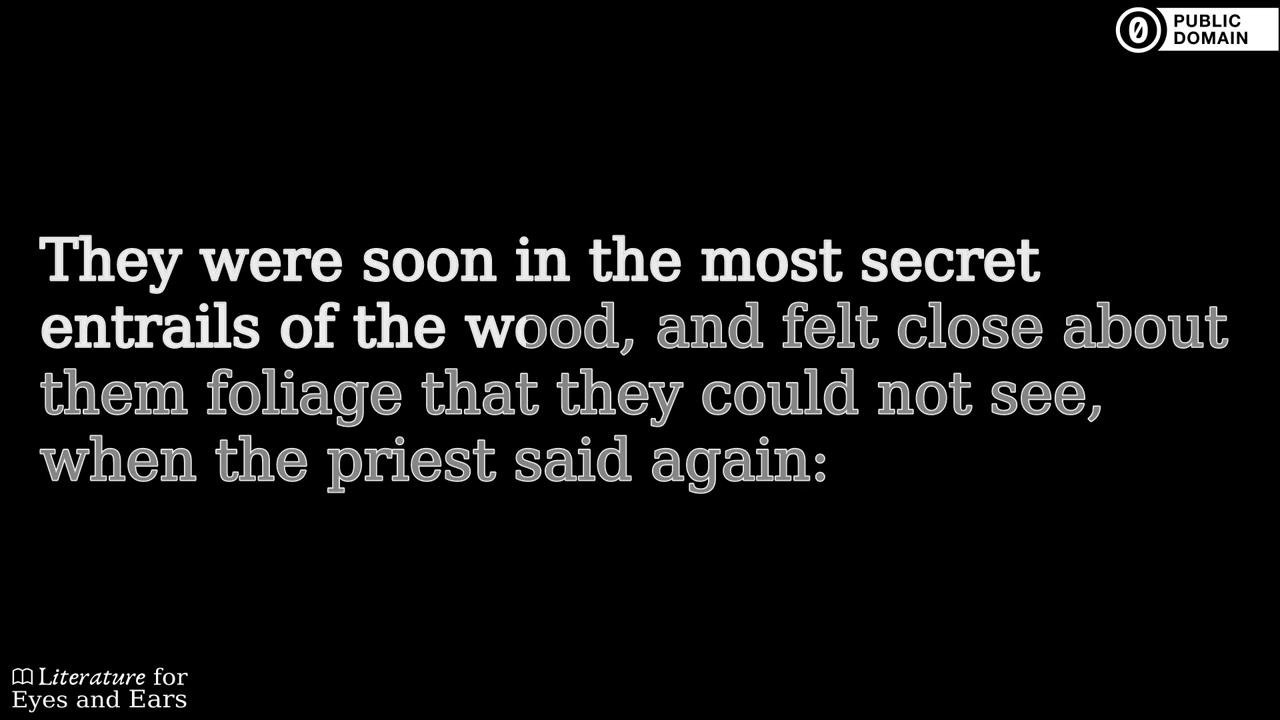 PUBLIC
DOMAIN
They were soon in the most secret
entrails of the wood, and felt close about
them foliage that they could not see,
when the priest said again:
Literature for
Eyes and Ears